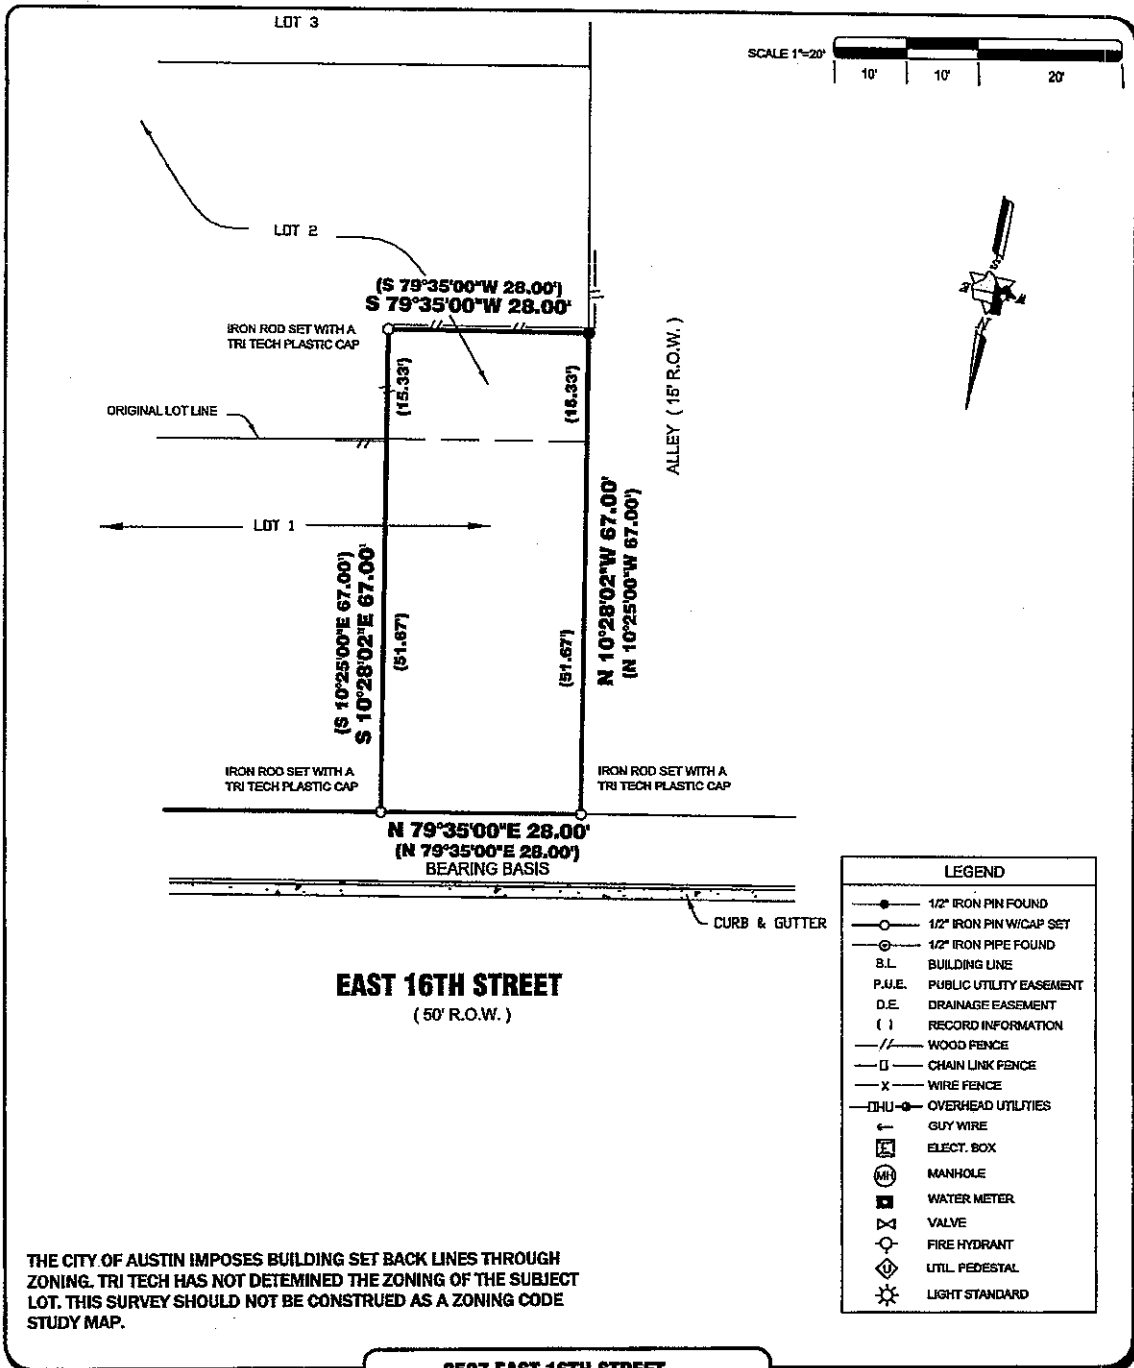 LOT 3
SCALE 1"=20'
10' 10' 20'
LOT 2
(S 79°35'00"W 28.00')
S 79°35'00"W 28.00'
IRON ROD SET WITH A
TRI TECH PLASTIC CAP
(15.33')
(15.33')
ALLEY ( 15' R.O.W. )
ORIGINAL LOT LINE
LOT 1
(S 10°25'00"E 67.00')
S 10°28'02"E 67.00'
(51.67')
(51.67')
N 10°28'02"W 67.00'
(N 10°25'00"W 67.00')
IRON ROD SET WITH A
TRI TECH PLASTIC CAP
IRON ROD SET WITH A
TRI TECH PLASTIC CAP
N 79°35'00"E 28.00'
(N 79°35'00"E 28.00')
BEARING BASIS
CURB & GUTTER
EAST 16TH STREET
( 50' R.O.W. )
LEGEND
1/2" IRON PIN FOUND
1/2" IRON PIN W/CAP SET
1/2" IRON PIPE FOUND
B.L. BUILDING LINE
P.U.E. PUBLIC UTILITY EASEMENT
D.E. DRAINAGE EASEMENT
( ) RECORD INFORMATION
// WOOD FENCE
CHAIN LINK FENCE
X WIRE FENCE
OHU OVERHEAD UTILITIES
GUY WIRE
E ELECT. BOX
MH MANHOLE
WATER METER
VALVE
FIRE HYDRANT
U UTIL. PEDESTAL
LIGHT STANDARD
THE CITY OF AUSTIN IMPOSES BUILDING SET BACK LINES THROUGH
ZONING. TRI TECH HAS NOT DETEMINED THE ZONING OF THE SUBJECT
LOT. THIS SURVEY SHOULD NOT BE CONSTRUED AS A ZONING CODE
STUDY MAP.
EAST 16TH STREET